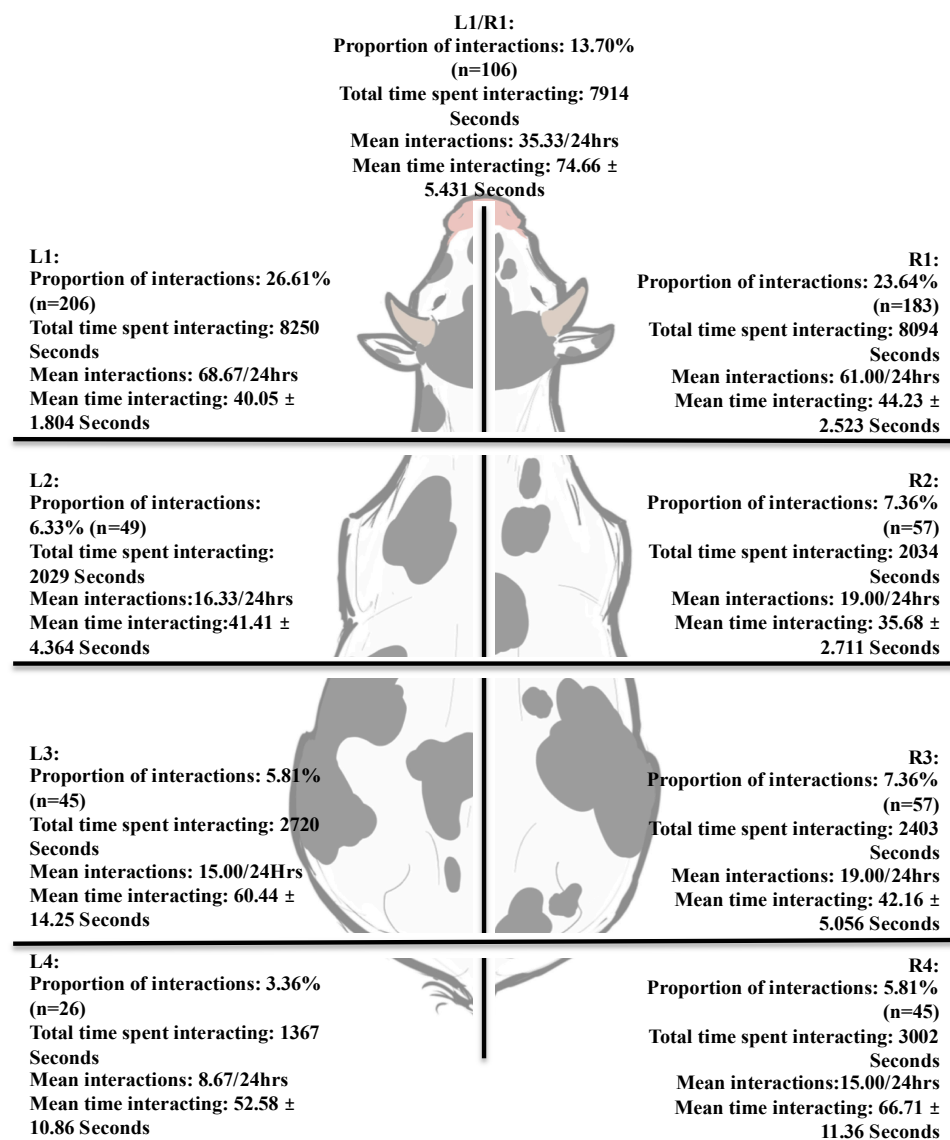 L1/R1:
Proportion of interactions: 13.70%
(n=106)
Total time spent interacting: 7914
Seconds
Mean interactions: 35.33/24hrs
Mean time interacting: 74.66 ±
5.431 Seconds
L1:
Proportion of interactions: 26.61%
(n=206)
Total time spent interacting: 8250
Seconds
Mean interactions: 68.67/24hrs
Mean time interacting: 40.05 ±
1.804 Seconds
R1:
Proportion of interactions: 23.64%
(n=183)
Total time spent interacting: 8094
Seconds
Mean interactions: 61.00/24hrs
Mean time interacting: 44.23 ±
2.523 Seconds
L2:
Proportion of interactions:
6.33% (n=49)
Total time spent interacting:
2029 Seconds
Mean interactions:16.33/24hrs
Mean time interacting:41.41 ±
4.364 Seconds
R2:
Proportion of interactions: 7.36%
(n=57)
Total time spent interacting: 2034
Seconds
Mean interactions: 19.00/24hrs
Mean time interacting: 35.68 ±
2.711 Seconds
L3:
Proportion of interactions: 5.81%
(n=45)
Total time spent interacting: 2720
Seconds
Mean interactions: 15.00/24Hrs
Mean time interacting: 60.44 ±
14.25 Seconds
R3:
Proportion of interactions: 7.36%
(n=57)
Total time spent interacting: 2403
Seconds
Mean interactions: 19.00/24hrs
Mean time interacting: 42.16 ±
5.056 Seconds
L4:
Proportion of interactions: 3.36%
(n=26)
Total time spent interacting: 1367
Seconds
Mean interactions: 8.67/24hrs
Mean time interacting: 52.58 ±
10.86 Seconds
R4:
Proportion of interactions: 5.81%
(n=45)
Total time spent interacting: 3002
Seconds
Mean interactions:15.00/24hrs
Mean time interacting: 66.71 ±
11.36 Seconds